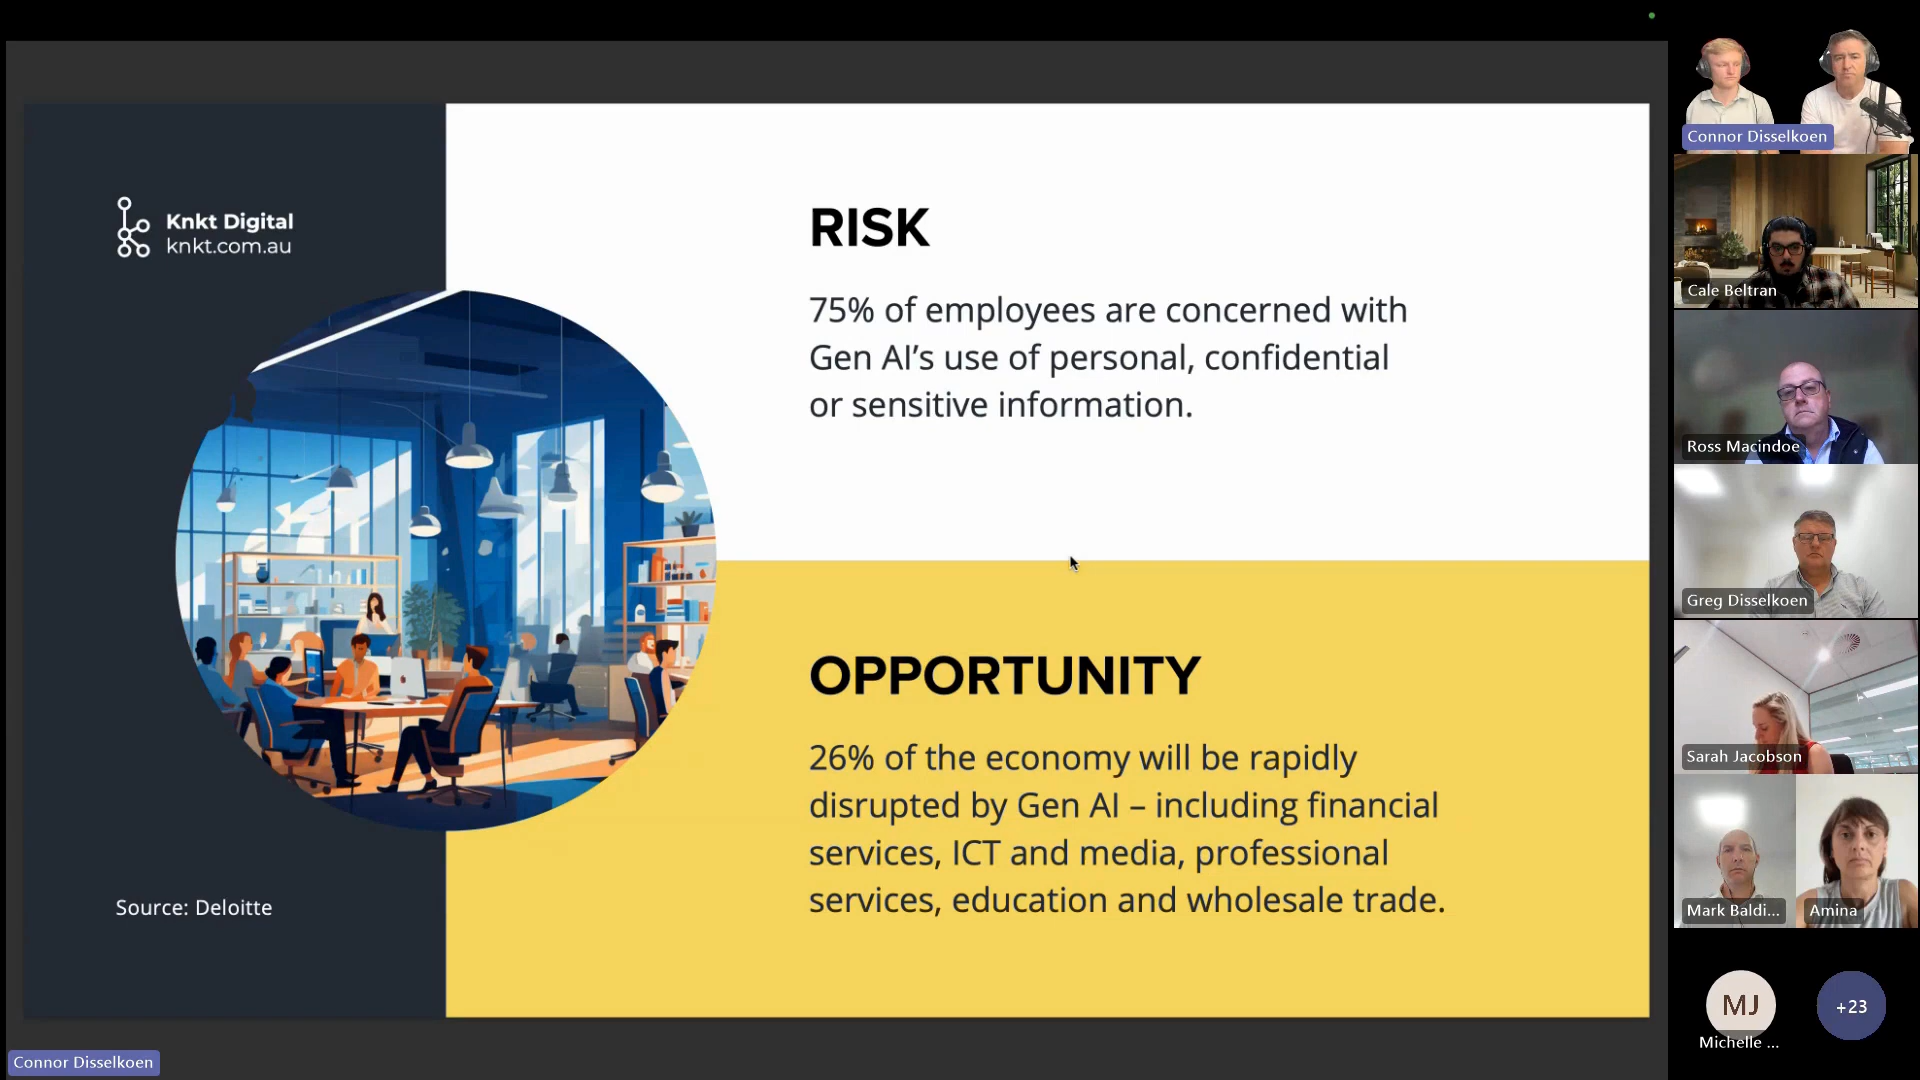 Knkt Digital
knkt.com.au
RISK
75% of employees are concerned with
Gen AI’s use of personal, confidential
or sensitive information.
OPPORTUNITY
26% of the economy will be rapidly
disrupted by Gen AI – including financial
services, ICT and media, professional
services, education and wholesale trade.
Source: Deloitte
Connor Disselkoen
Connor Disselkoen
Cale Beltran
Ross Macindoe
Greg Disselkoen
Sarah Jacobson
Mark Baldi...
Amina
MJ
+23
Michelle ...